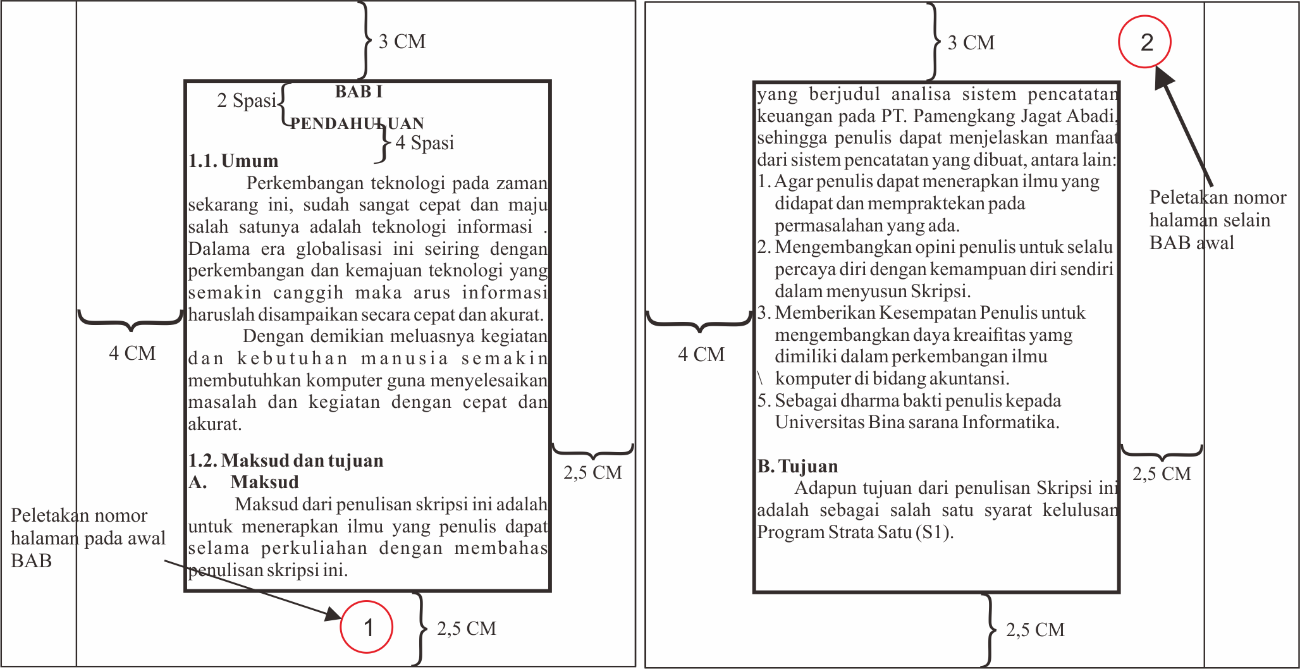 3 CM
2 Spasi
BAB I
PENDAHULUAN
4 Spasi
1.1. Umum
Perkembangan teknologi pada zaman
sekarang ini, sudah sangat cepat dan maju
salah satunya adalah teknologi informasi .
Dalama era globalisasi ini seiring dengan
perkembangan dan kemajuan teknologi yang
semakin canggih maka arus informasi
haruslah disampaikan secara cepat dan akurat.
Dengan demikian meluasnya kegiatan
dan kebutuhan manusia semakin
membutuhkan komputer guna menyelesaikan
masalah dan kegiatan dengan cepat dan
akurat.
1.2. Maksud dan tujuan
A. Maksud
Maksud dari penulisan skripsi ini adalah
untuk menerapkan ilmu yang penulis dapat
selama perkuliahan dengan membahas
penulisan skripsi ini.
4 CM
2,5 CM
Peletakan nomor
halaman pada awal
BAB
1
2,5 CM
3 CM
2
yang berjudul analisa sistem pencatatan
keuangan pada PT. Pamengkang Jagat Abadi,
sehingga penulis dapat menjelaskan manfaat
dari sistem pencatatan yang dibuat, antara lain:
1. Agar penulis dapat menerapkan ilmu yang
didapat dan mempraktekan pada
permasalahan yang ada.
2. Mengembangkan opini penulis untuk selalu
percaya diri dengan kemampuan diri sendiri
dalam menyusun Skripsi.
3. Memberikan Kesempatan Penulis untuk
mengembangkan daya kreaifitas yamg
dimiliki dalam perkembangan ilmu
\ komputer di bidang akuntansi.
5. Sebagai dharma bakti penulis kepada
Universitas Bina sarana Informatika.
B. Tujuan
Adapun tujuan dari penulisan Skripsi ini
adalah sebagai salah satu syarat kelulusan
Program Strata Satu (S1).
Peletakan nomor
halaman selain
BAB awal
4 CM
2,5 CM
2,5 CM